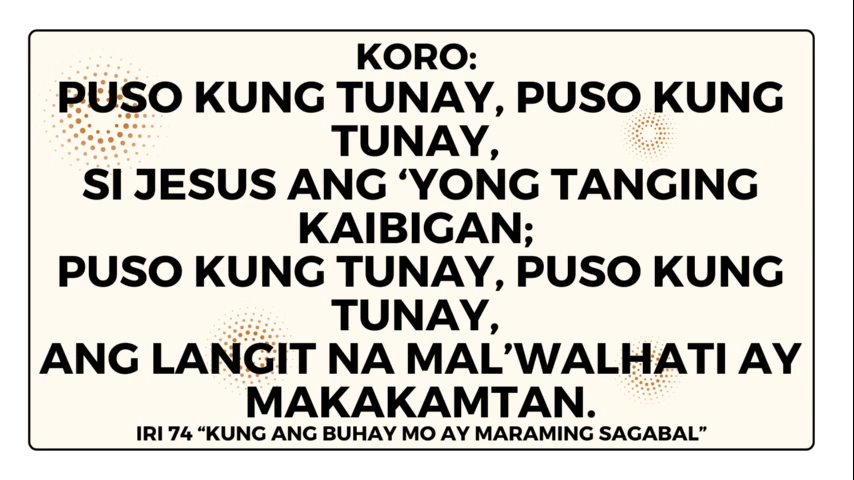 KORO:
PUSO KUNG TUNAY, PUSO KUNG
TUNAY,
SI JESUS ANG ‘YONG TANGING
KAIBIGAN;
PUSO KUNG TUNAY, PUSO KUNG
TUNAY,
ANG LANGIT NA MAL’WALHATI AY
MAKAKAMTAN.
IRI 74 “KUNG ANG BUHAY MO AY MARAMING SAGABAL”